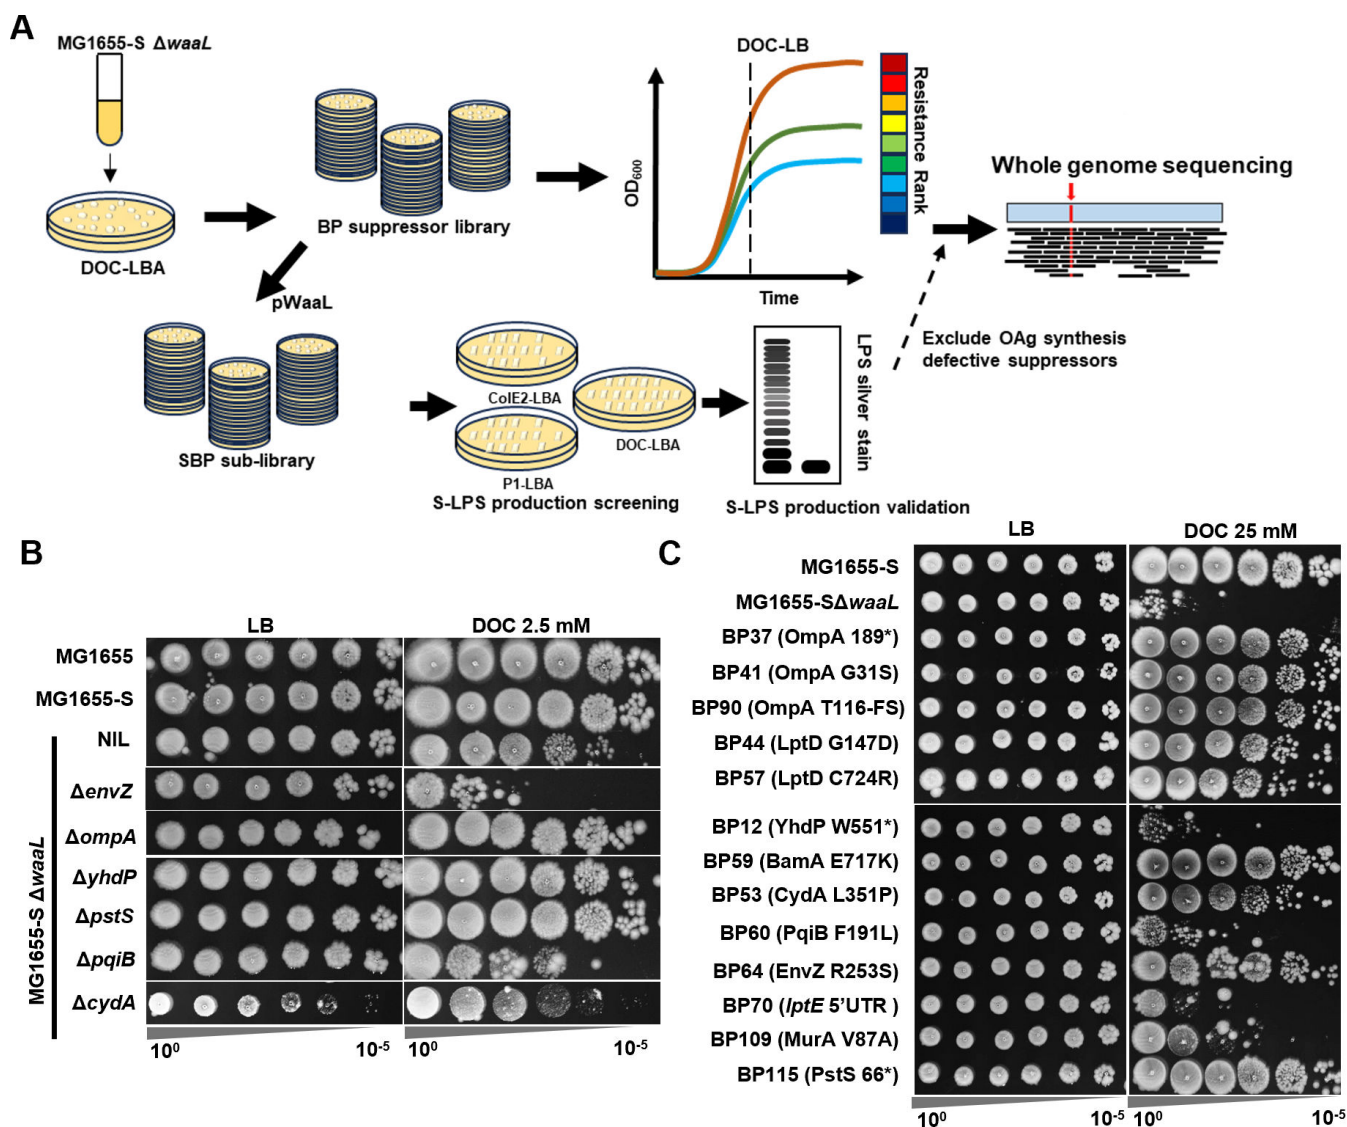 A
MG1655-S ΔwaaL
DOC-LBA
BP suppressor library
pWaaL
DOC-LB
OD600
Time
Resistance Rank
Whole genome sequencing
SBP sub-library
ColE2-LBA
DOC-LBA
P1-LBA
S-LPS production screening
LPS silver stain
S-LPS production validation
Exclude OAg synthesis
defective suppressors
B
LB
DOC 2.5 mM
MG1655
MG1655-S
NIL
ΔenvZ
ΔompA
ΔyhdP
ΔpstS
ΔpqiB
ΔcydA
MG1655-S ΔwaaL
10⁰
10⁻⁵
10⁰
10⁻⁵
C
LB
DOC 25 mM
MG1655-S
MG1655-SΔwaaL
BP37 (OmpA 189*)
BP41 (OmpA G31S)
BP90 (OmpA T116-FS)
BP44 (LptD G147D)
BP57 (LptD C724R)
BP12 (YhdP W551*)
BP59 (BamA E717K)
BP53 (CydA L351P)
BP60 (PqiB F191L)
BP64 (EnvZ R253S)
BP70 (lptE 5'UTR )
BP109 (MurA V87A)
BP115 (PstS 66*)
10⁰
10⁻⁵
10⁰
10⁻⁵